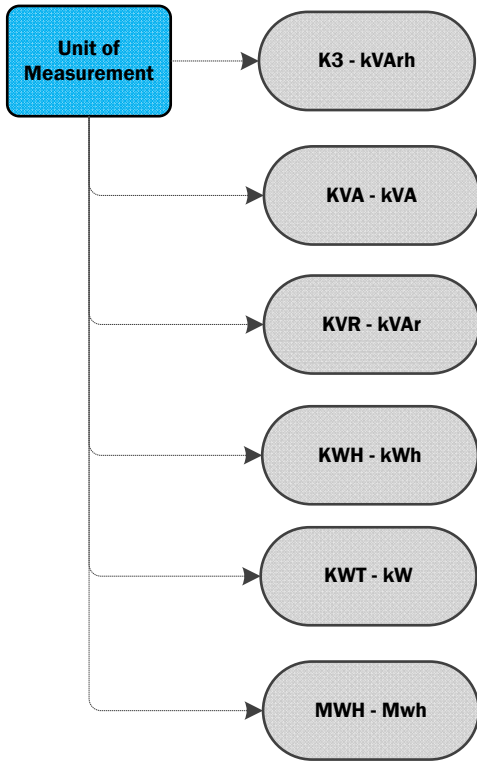 Unit of
Measurement
K3 - kVArh
KVA - kVA
KVR - kVAr
KWH - kWh
KWT - kW
MWH - Mwh